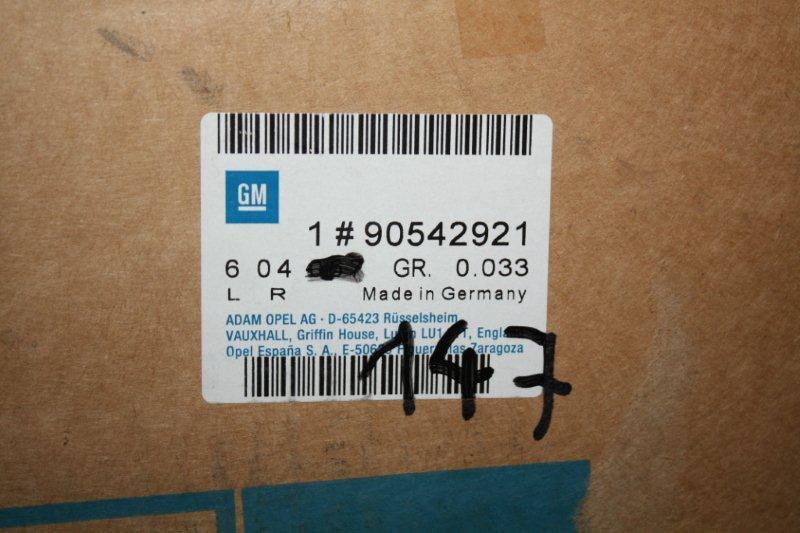 GM
1 # 90542921
6 04 GR. 0.033
L R Made in Germany
ADAM OPEL AG · D-65423 Rüsselsheim
VAUXHALL, Griffin House, England
Opel España S. A., Zaragoza
147